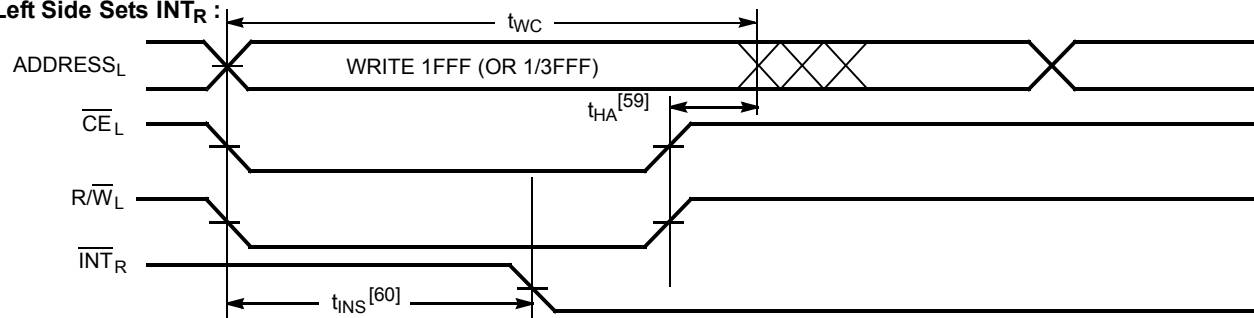 Left Side Sets INTR :
tWC
ADDRESSL
WRITE 1FFF (OR 1/3FFF)
tHA[59]
CEL
R/WL
INTR
tINS[60]